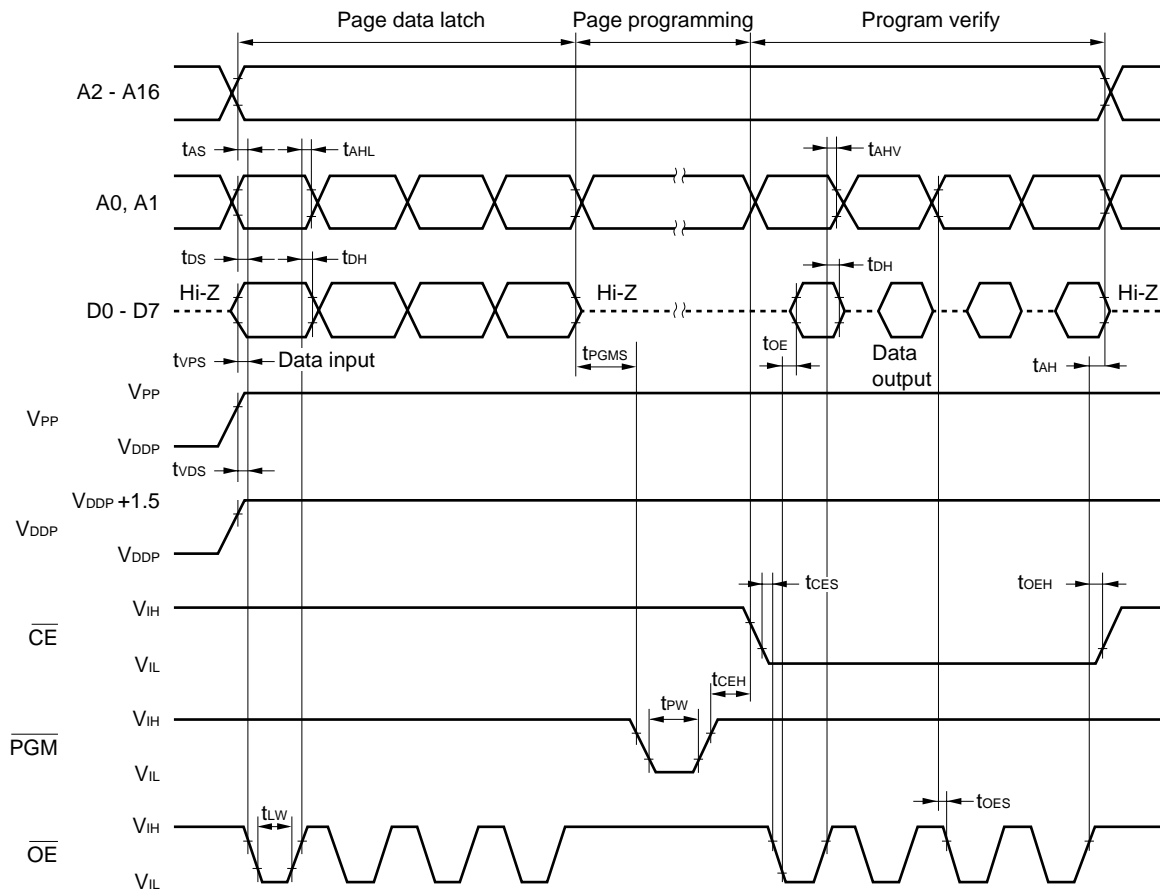 Page data latch Page programming Program verify
A2 - A16
tAS tAHL tAHV
A0, A1
tDS tDH tDH
Hi-Z Hi-Z Hi-Z
D0 - D7
tVPS Data input tPGMS tOE Data output tAH
VPP
VPP
VDDP
tVDS
VDDP +1.5
VDDP
VDDP
tCES tOEH
VIH
CE
VIL
tCEH
VIH tPW
PGM
VIL
tLW tOES
VIH
OE
VIL